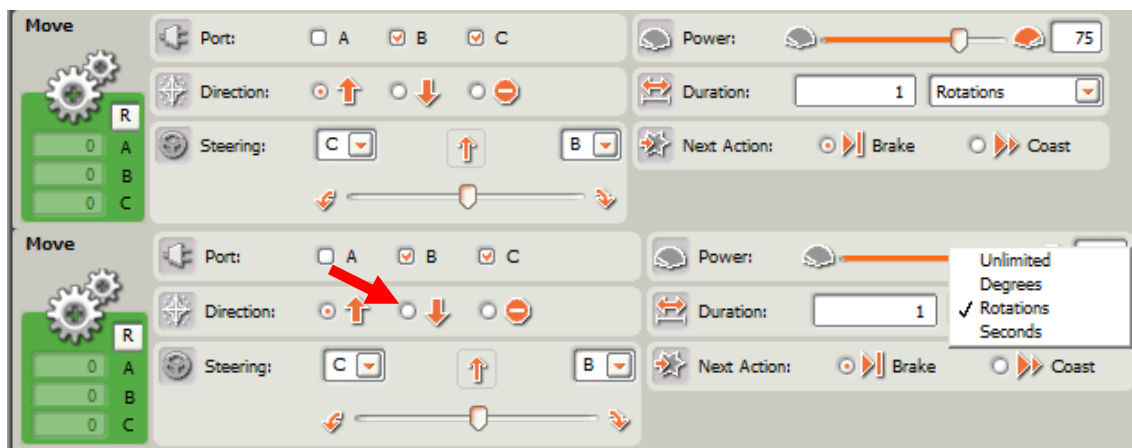 Move
Port: A B C
Power: 75
Direction:
Duration: 1 Rotations
R
Steering: C B
Next Action: Brake Coast
0 A
0 B
0 C
Move
Port: A B C
Power:
Unlimited
Degrees
Rotations
Seconds
Direction:
Duration: 1
R
Steering: C B
Next Action: Brake Coast
0 A
0 B
0 C